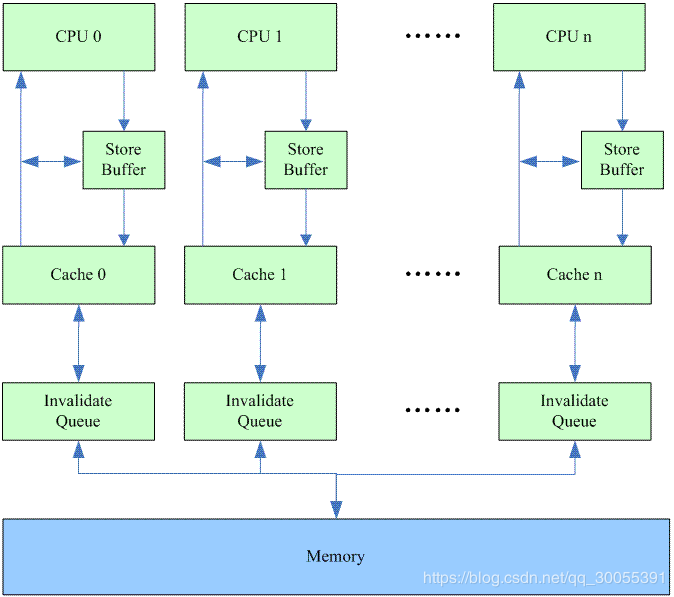 CPU 0
CPU 1
······
CPU n
Store
Buffer
Store
Buffer
Store
Buffer
Cache 0
Cache 1
······
Cache n
Invalidate
Queue
Invalidate
Queue
······
Invalidate
Queue
Memory
https://blog.csdn.net/qq_30055391